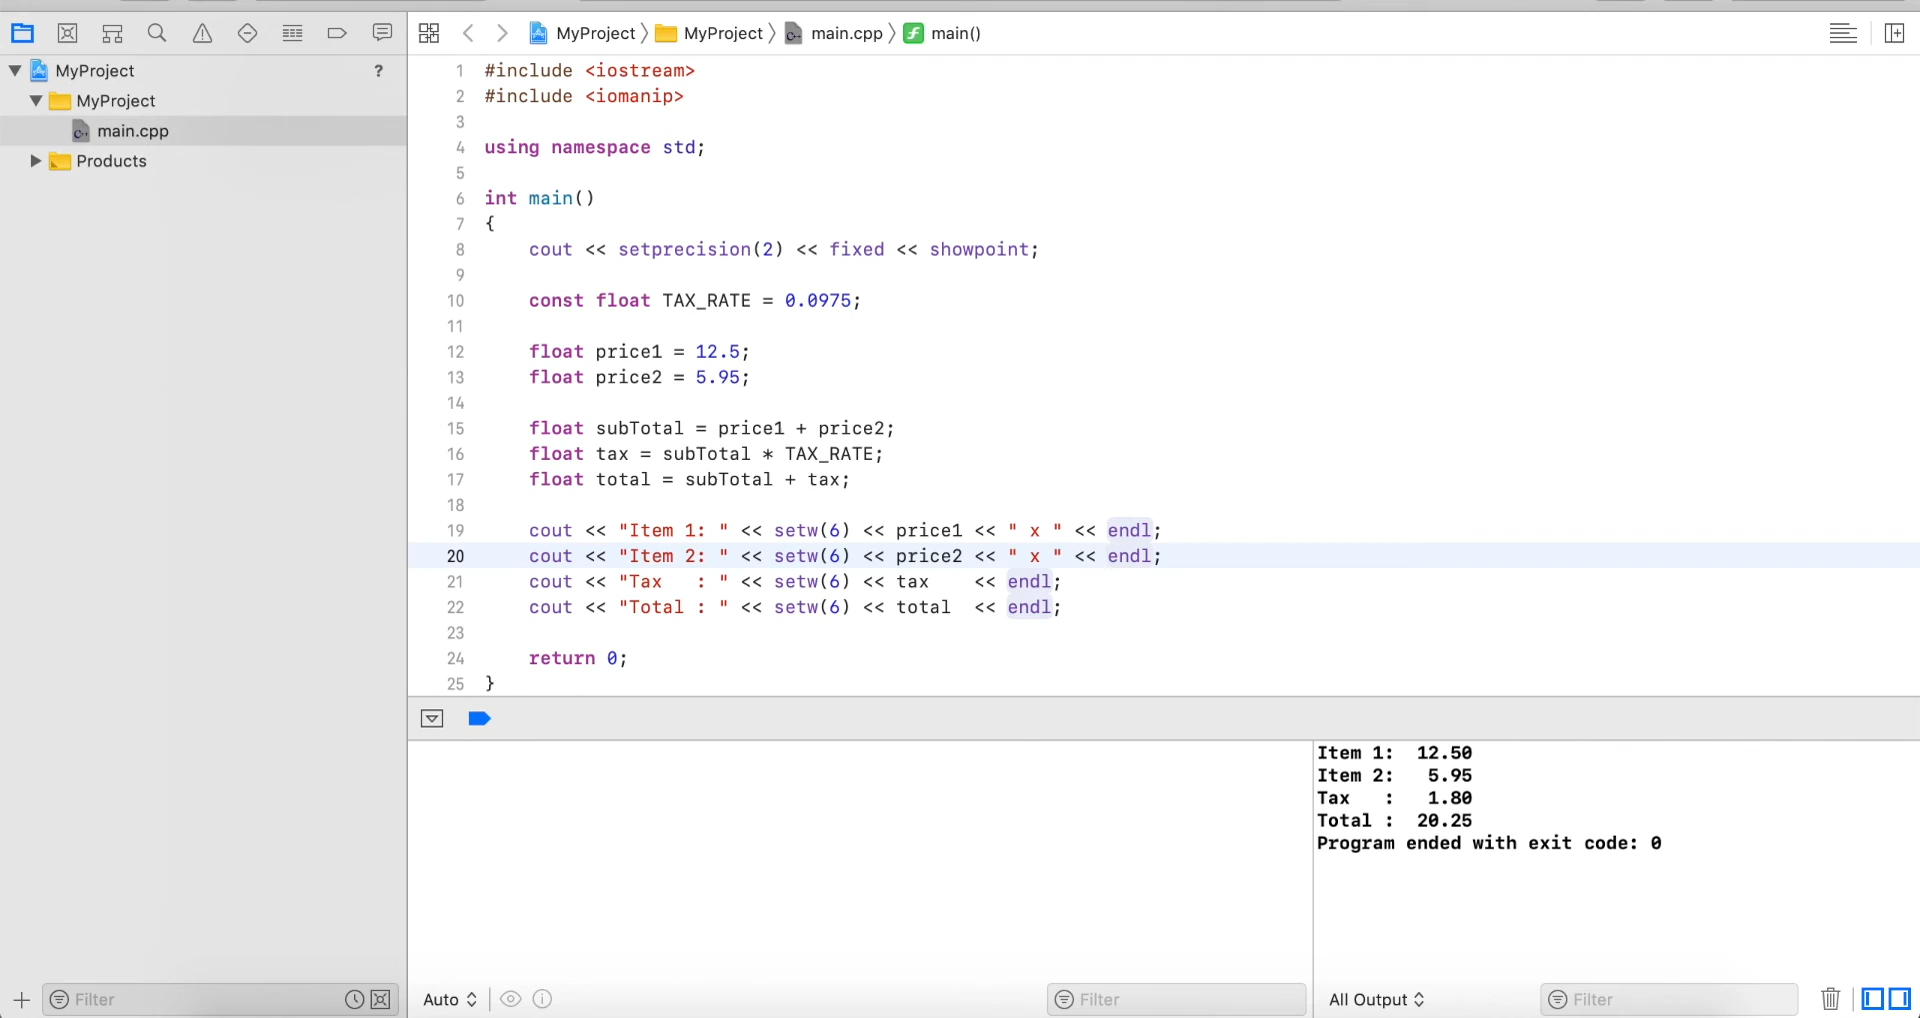 MyProject ?
MyProject
main.cpp
Products
Filter
MyProject MyProject main.cpp main()
1 #include <iostream>
2 #include <iomanip>
3
4 using namespace std;
5
6 int main()
7 {
8 cout << setprecision(2) << fixed << showpoint;
9
10 const float TAX_RATE = 0.0975;
11
12 float price1 = 12.5;
13 float price2 = 5.95;
14
15 float subTotal = price1 + price2;
16 float tax = subTotal * TAX_RATE;
17 float total = subTotal + tax;
18
19 cout << "Item 1: " << setw(6) << price1 << " x " << endl;
20 cout << "Item 2: " << setw(6) << price2 << " x " << endl;
21 cout << "Tax   : " << setw(6) << tax    << endl;
22 cout << "Total : " << setw(6) << total  << endl;
23
24 return 0;
25 }
Auto Filter
Item 1:  12.50
Item 2:   5.95
Tax   :   1.80
Total :  20.25
Program ended with exit code: 0
All Output Filter